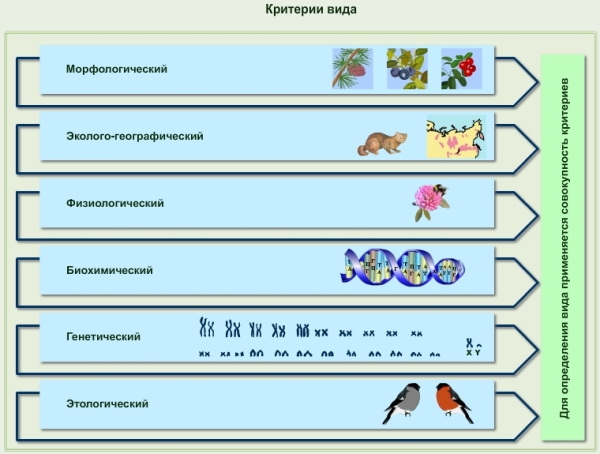 Критерии вида
Морфологический
Эколого-географический
Физиологический
Биохимический
Генетический
X Y
Этологический
Для определения вида применяется совокупность критериев